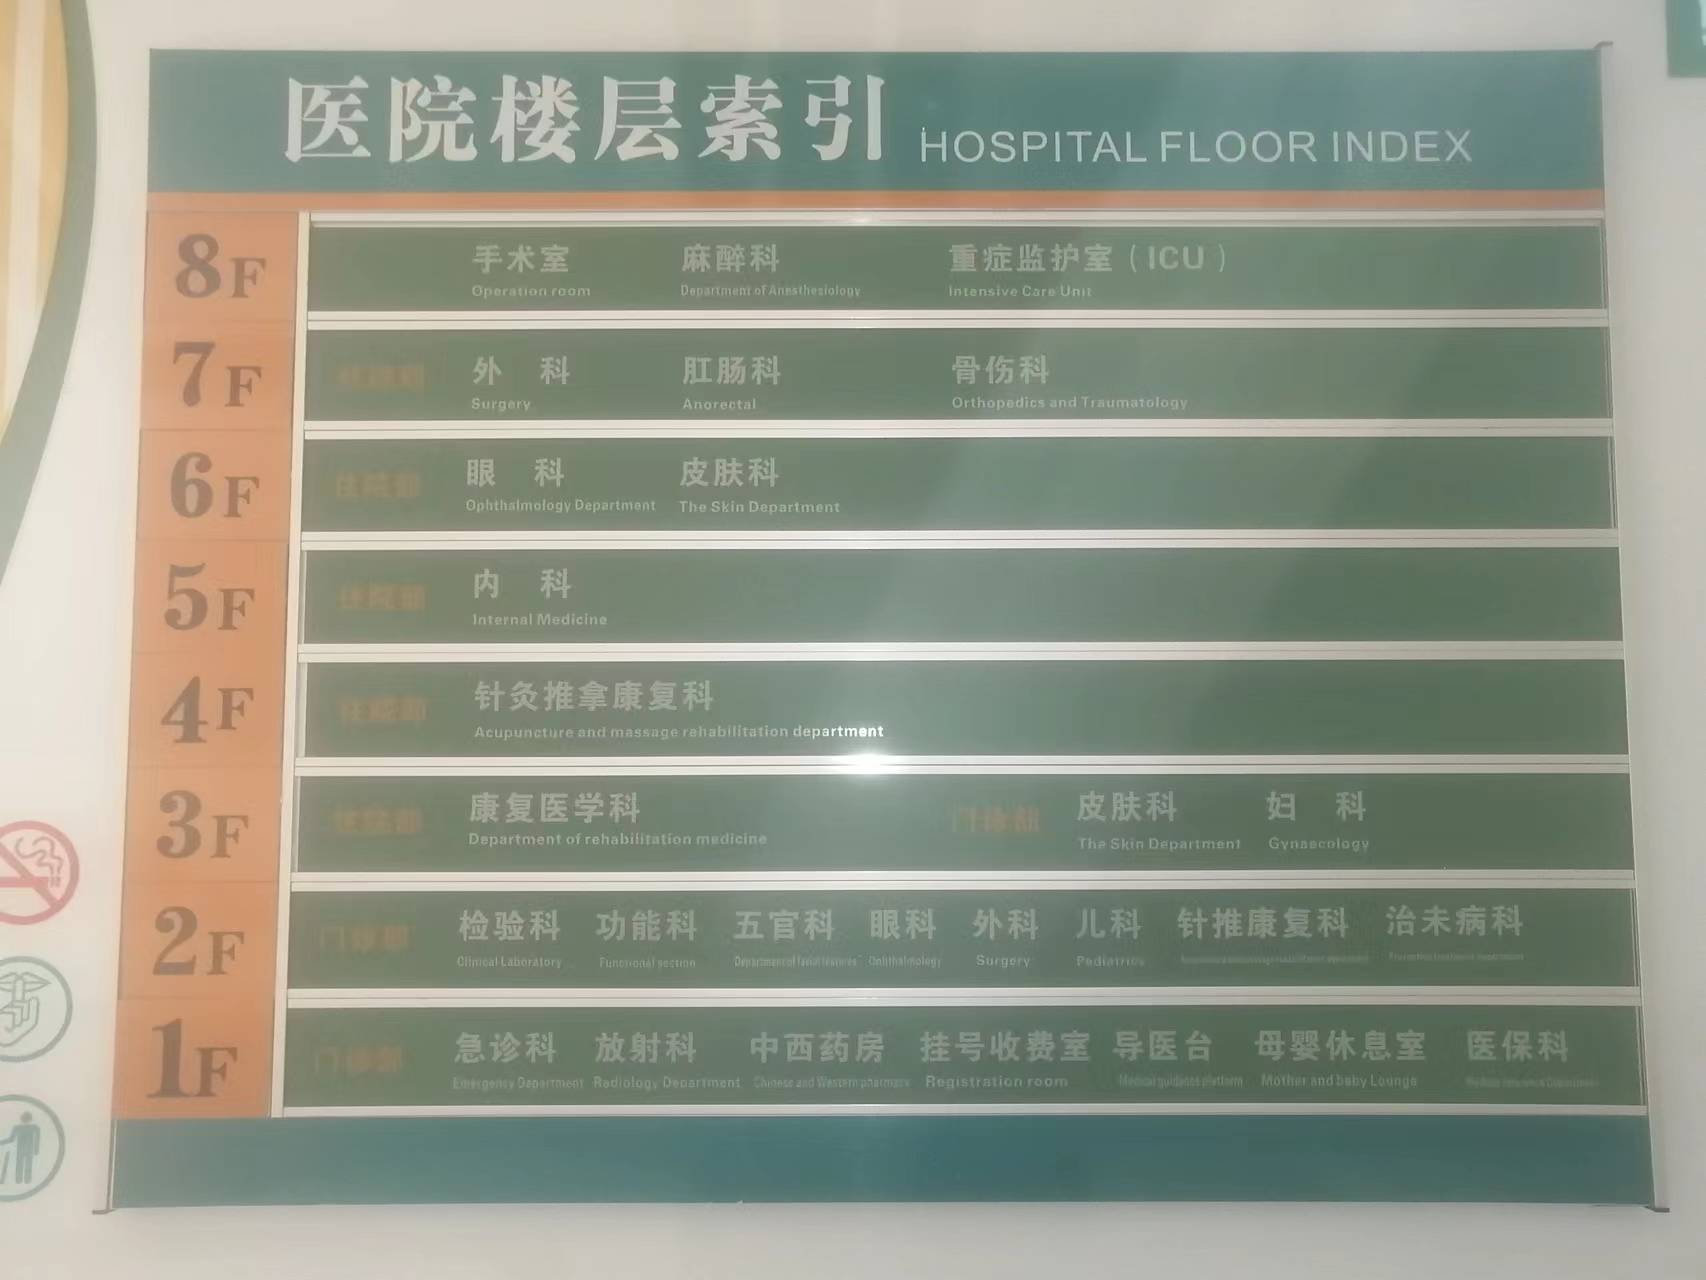 医院楼层索引 HOSPITAL FLOOR INDEX
8F 手术室 麻醉科 重症监护室（ICU）
Operation room Department of Anesthesiology Intensive Care Unit
7F 住院部 外 科 肛肠科 骨伤科
Surgery Anorectal Orthopedics and Traumatology
6F 住院部 眼 科 皮肤科
Ophthalmology Department The Skin Department
5F 住院部 内 科
Internal Medicine
4F 住院部 针灸推拿康复科
Acupuncture and massage rehabilitation department
3F 住院部 康复医学科 门诊部 皮肤科 妇 科
Department of rehabilitation medicine The Skin Department Gynaecology
2F 门诊部 检验科 功能科 五官科 眼科 外科 儿科 针推康复科 治未病科
Clinical Laboratory Functional section Department of facial features Ophthalmology Surgery Pediatrics
1F 门诊部 急诊科 放射科 中西药房 挂号收费室 导医台 母婴休息室 医保科
Emergency Department Radiology Department Chinese and Western pharmacy Registration room Medical guidance platform Mother and baby Lounge